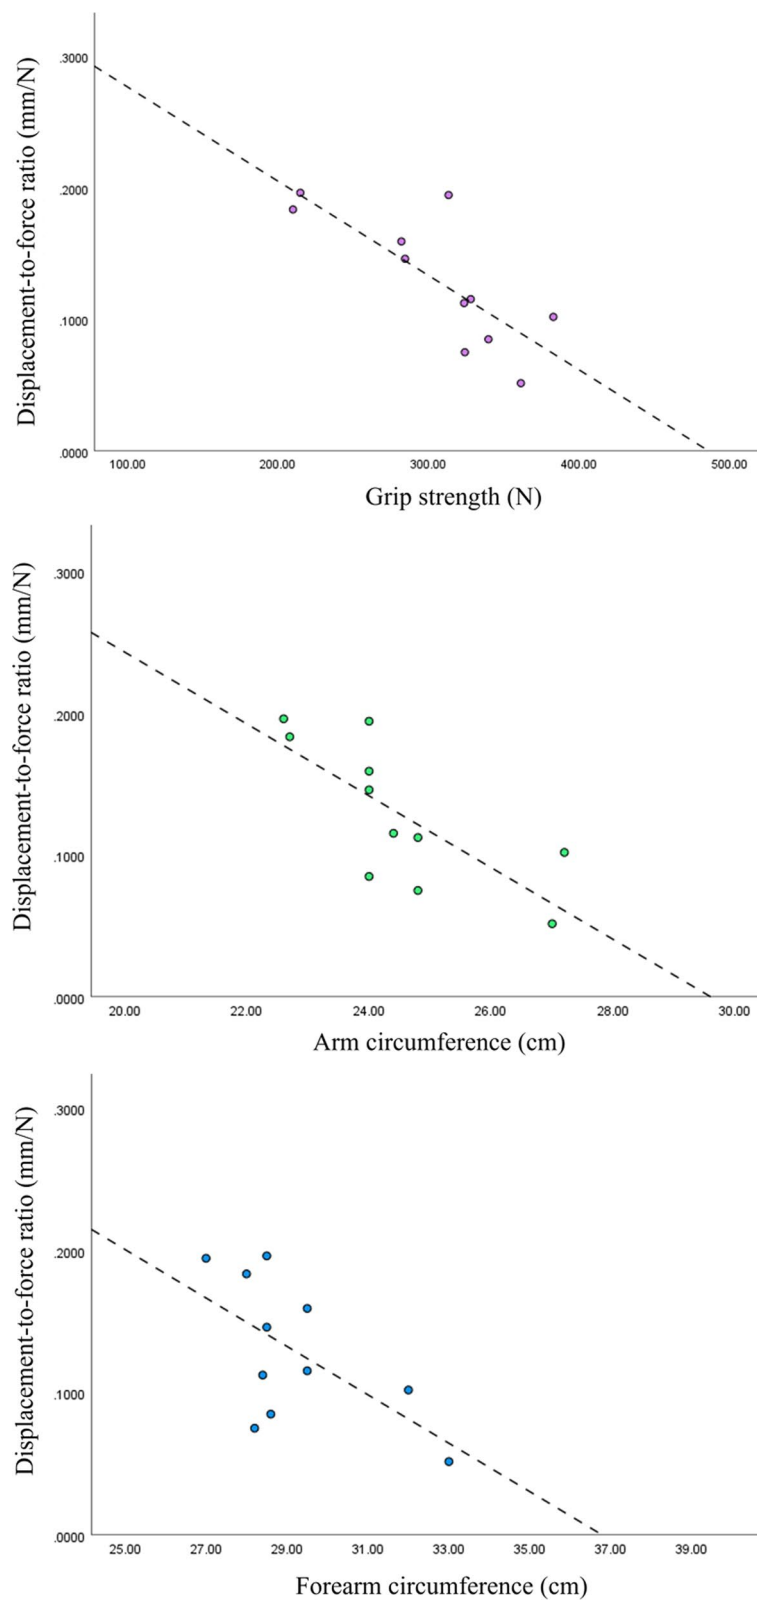 Displacement-to-force ratio (mm/N)
.3000
.2000
.1000
.0000
100.00 200.00 300.00 400.00 500.00
Grip strength (N)
Displacement-to-force ratio (mm/N)
.3000
.2000
.1000
.0000
20.00 22.00 24.00 26.00 28.00 30.00
Arm circumference (cm)
Displacement-to-force ratio (mm/N)
.3000
.2000
.1000
.0000
25.00 27.00 29.00 31.00 33.00 35.00 37.00 39.00
Forearm circumference (cm)